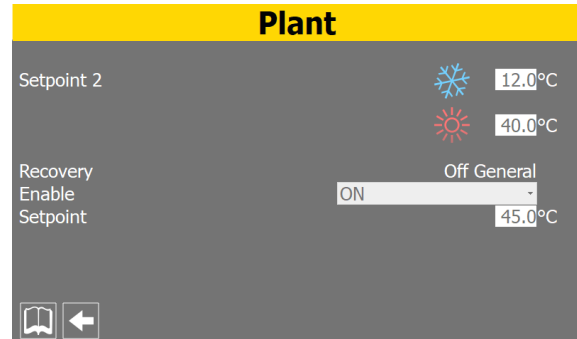 Plant
Setpoint 2 12.0°C
40.0°C
Recovery Off General
Enable ON
Setpoint 45.0°C